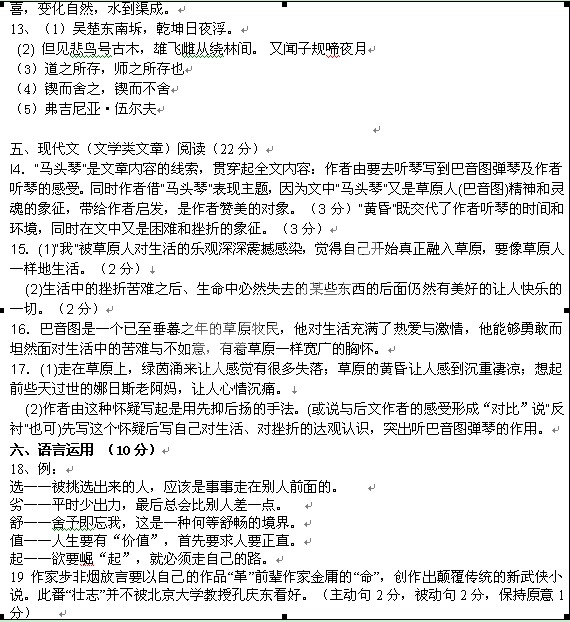 喜，变化自然，水到渠成。
13、（1）吴楚东南坼，乾坤日夜浮。
(2) 但见悲鸟号古木，雄飞雌从绕林间。 又闻子规啼夜月
（3）道之所存，师之所存也
（4）锲而舍之，锲而不舍
（5）弗吉尼亚·伍尔夫
五、现代文（文学类文章）阅读（22 分）
l4．“马头琴”是文章内容的线索，贯穿起全文内容：作者由要去听琴写到巴音图弹琴及作者
听琴的感受。同时作者借“马头琴”表现主题，因为文中“马头琴”又是草原人(巴音图)精神和灵
魂的象征，带给作者启发，是作者赞美的对象。（3 分）“黄昏”既交代了作者听琴的时间和
环境，同时在文中又是困难和挫折的象征。（3 分）
15．(1)“我”被草原人对生活的乐观深深震撼感染，觉得自己开始真正融入草原，要像草原人
一样地生活。（2 分）
(2)生活中的挫折苦难之后、生命中必然失去的某些东西的后面仍然有美好的让人快乐的
一切。（2 分）
16．巴音图是一个已至垂暮之年的草原牧民，他对生活充满了热爱与激情，他能够勇敢而
坦然面对生活中的苦难与不如意，有着草原一样宽广的胸怀。
17．(1)走在草原上，绿茵涌来让人感觉有很多失落；草原的黄昏让人感到沉重凄凉；想起
前些天过世的娜日斯老阿妈，让人心情沉痛。
(2)作者由这种怀疑写起是用先抑后扬的手法。(或说与后文作者的感受形成“对比”说“反
衬”也可)先写这个怀疑后写自己对生活、对挫折的达观认识，突出听巴音图弹琴的作用。
六、语言运用 （10 分）
18、例：
选——被挑选出来的人，应该是事事走在别人前面的。
劣——平时少出力，最后总会比别人差一点。
舒——舍予即忘我，这是一种何等舒畅的境界。
值——人生要有“价值”，首先要求人要正直。
起——欲要崛“起”，就必须走自己的路。
19 作家步非烟放言要以自己的作品“革”前辈作家金庸的“命”，创作出颠覆传统的新武侠小
说。此番“壮志”并不被北京大学教授孔庆东看好。（主动句 2 分，被动句 2 分，保持原意 1
分）